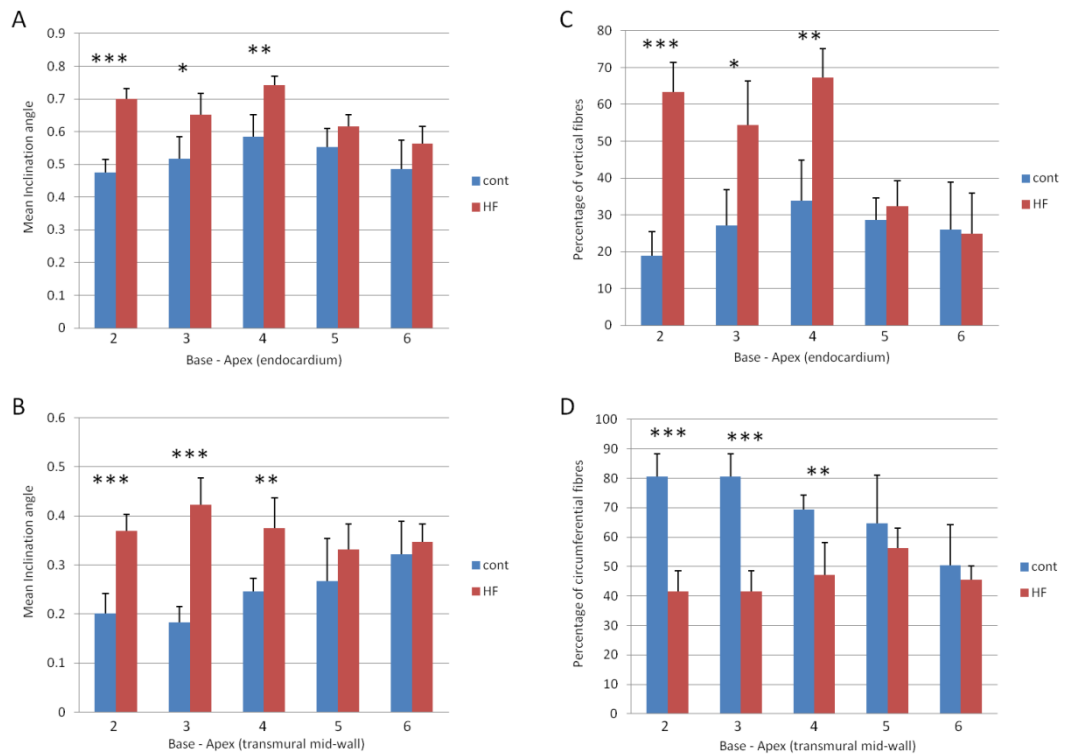 A
0.9
0.8
0.7
0.6
0.5
0.4
0.3
0.2
0.1
0
Mean Inclination angle
*** * **
2 3 4 5 6
Base - Apex (endocardium)
cont
HF
C
80
70
60
50
40
30
20
10
0
Percentage of vertical fibres
*** * **
2 3 4 5 6
Base - Apex (endocardium)
cont
HF
B
0.6
0.5
0.4
0.3
0.2
0.1
0
Mean Inclination angle
*** *** **
2 3 4 5 6
Base - Apex (transmural mid-wall)
cont
HF
D
100
90
80
70
60
50
40
30
20
10
0
Percentage of circumferential fibres
*** *** **
2 3 4 5 6
Base - Apex (transmural mid-wall)
cont
HF